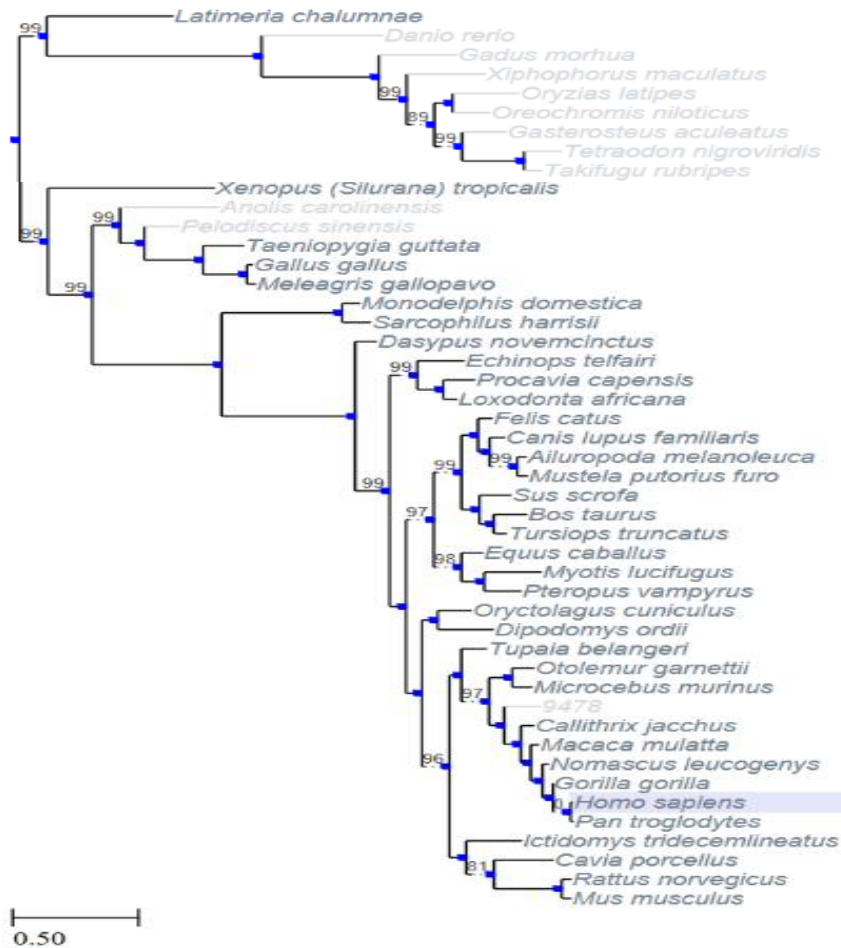 Latimeria chalumnae
99
Danio rerio
Gadus morhua
Xiphophorus maculatus
99
Oryzias latipes
Oreochromis niloticus
89
Gasterosteus aculeatus
99
Tetraodon nigroviridis
Takifugu rubripes
Xenopus (Silurana) tropicalis
Anolis carolinensis
99
Pelodiscus sinensis
99
Taeniopygia guttata
Gallus gallus
99
Meleagris gallopavo
Monodelphis domestica
Sarcophilus harrisii
Dasypus novemcinctus
Echinops telfairi
99
Procavia capensis
Loxodonta africana
Felis catus
Canis lupus familiaris
Ailuropoda melanoleuca
99 99
Mustela putorius furo
99
Sus scrofa
97
Bos taurus
Tursiops truncatus
Equus caballus
98
Myotis lucifugus
Pteropus vampyrus
Oryctolagus cuniculus
Dipodomys ordii
Tupaia belangeri
Otolemur garnettii
Microcebus murinus
97
9478
Callithrix jacchus
Macaca mulatta
96
Nomascus leucogenys
Gorilla gorilla
Homo sapiens
Pan troglodytes
Ictidomys tridecemlineatus
Cavia porcellus
81
Rattus norvegicus
Mus musculus
0.50